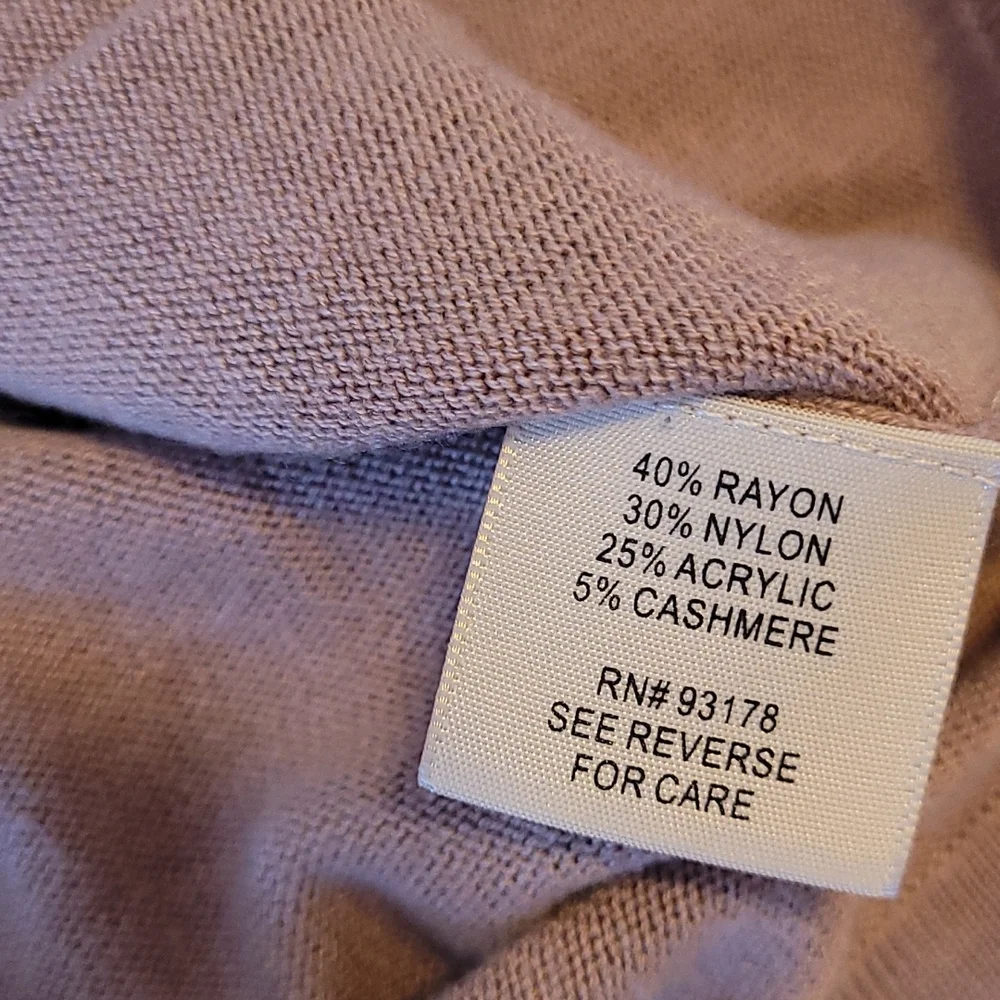 40% RAYON
30% NYLON
25% ACRYLIC
5% CASHMERE
RN# 93178
SEE REVERSE
FOR CARE